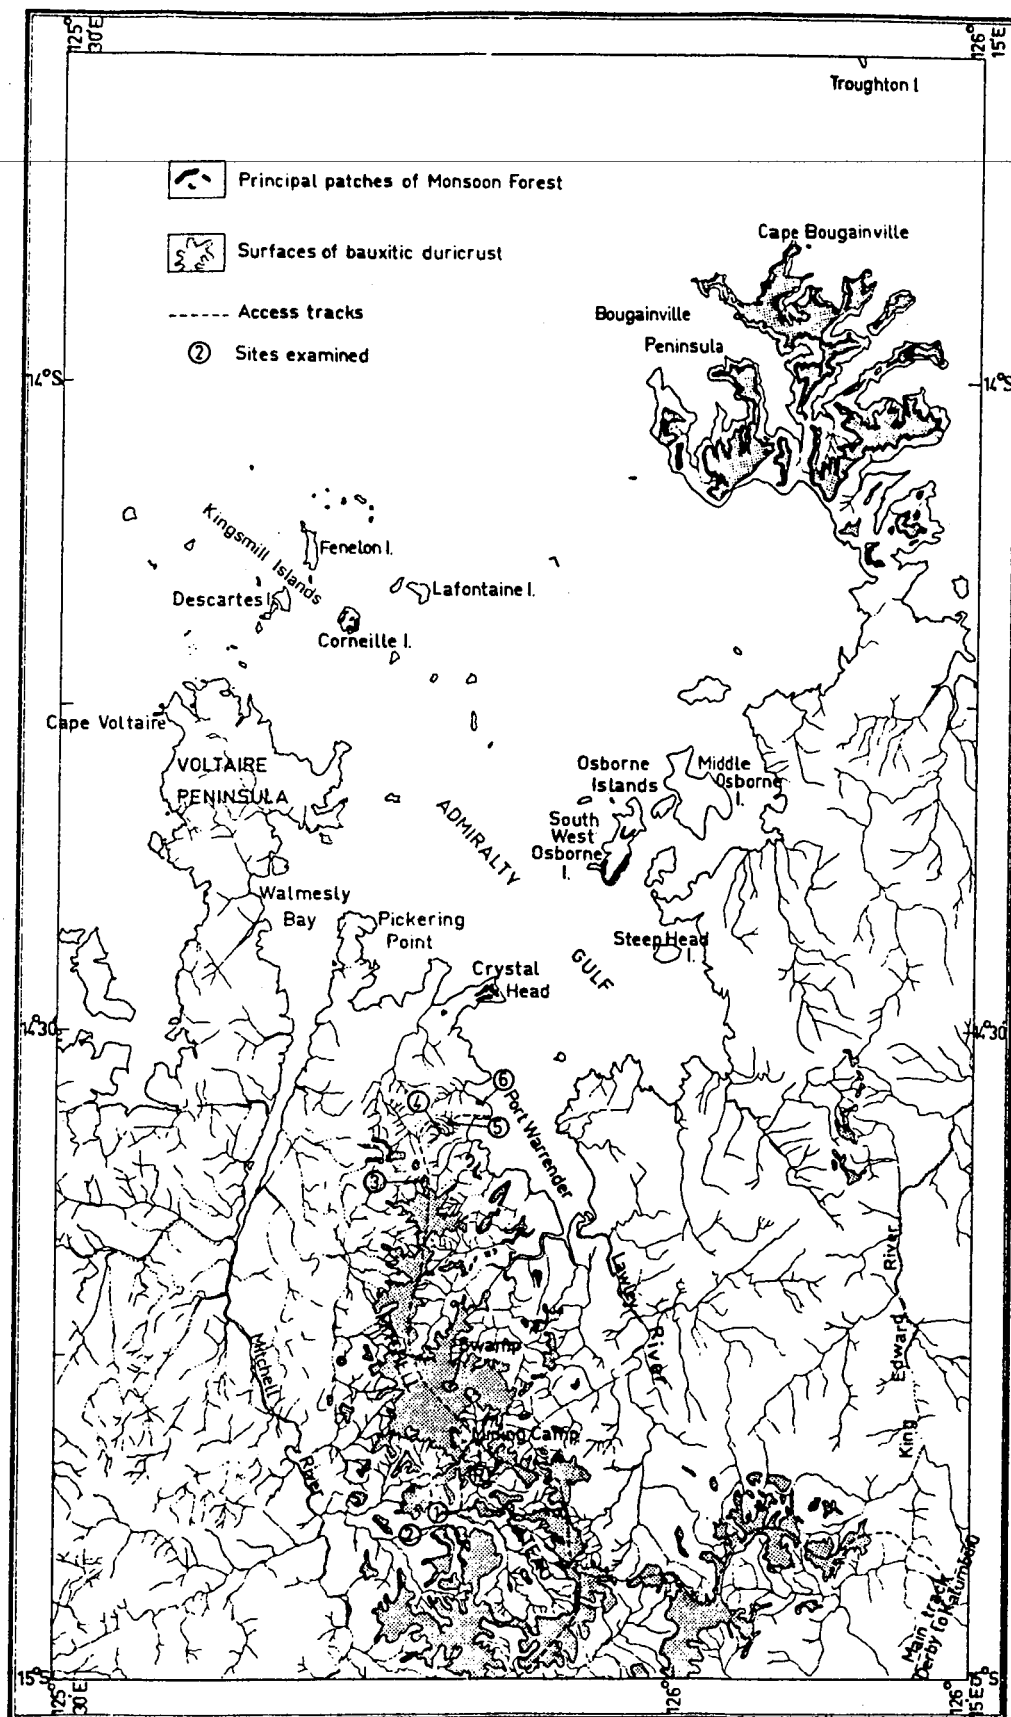 125°
30'E
126°
15'E
Troughton I.
Principal patches of Monsoon Forest
Surfaces of bauxitic duricrust
Access tracks
② Sites examined
Cape Bougainville
Bougainville
Peninsula
14°S
14°S
Kingsmill Islands
Fenelon I.
Descartes I.
Lafontaine I.
Corneille I.
Cape Voltaire
VOLTAIRE
PENINSULA
Osborne
Islands
Middle
Osborne
I.
South
West
Osborne
I.
ADMIRALTY
GULF
Walmesly
Bay
Pickering
Point
Steep Head
I.
Crystal
Head
14°30'
14°30'
⑥
Port Warrender
④
⑤
③
Lawley
River
Mitchell
River
Swamp
Mining Camp
①
②
King
Edward
River
Main track
Derby to Kalumburu
15°S
15°S
125°
30'E
126°
126°
15'E